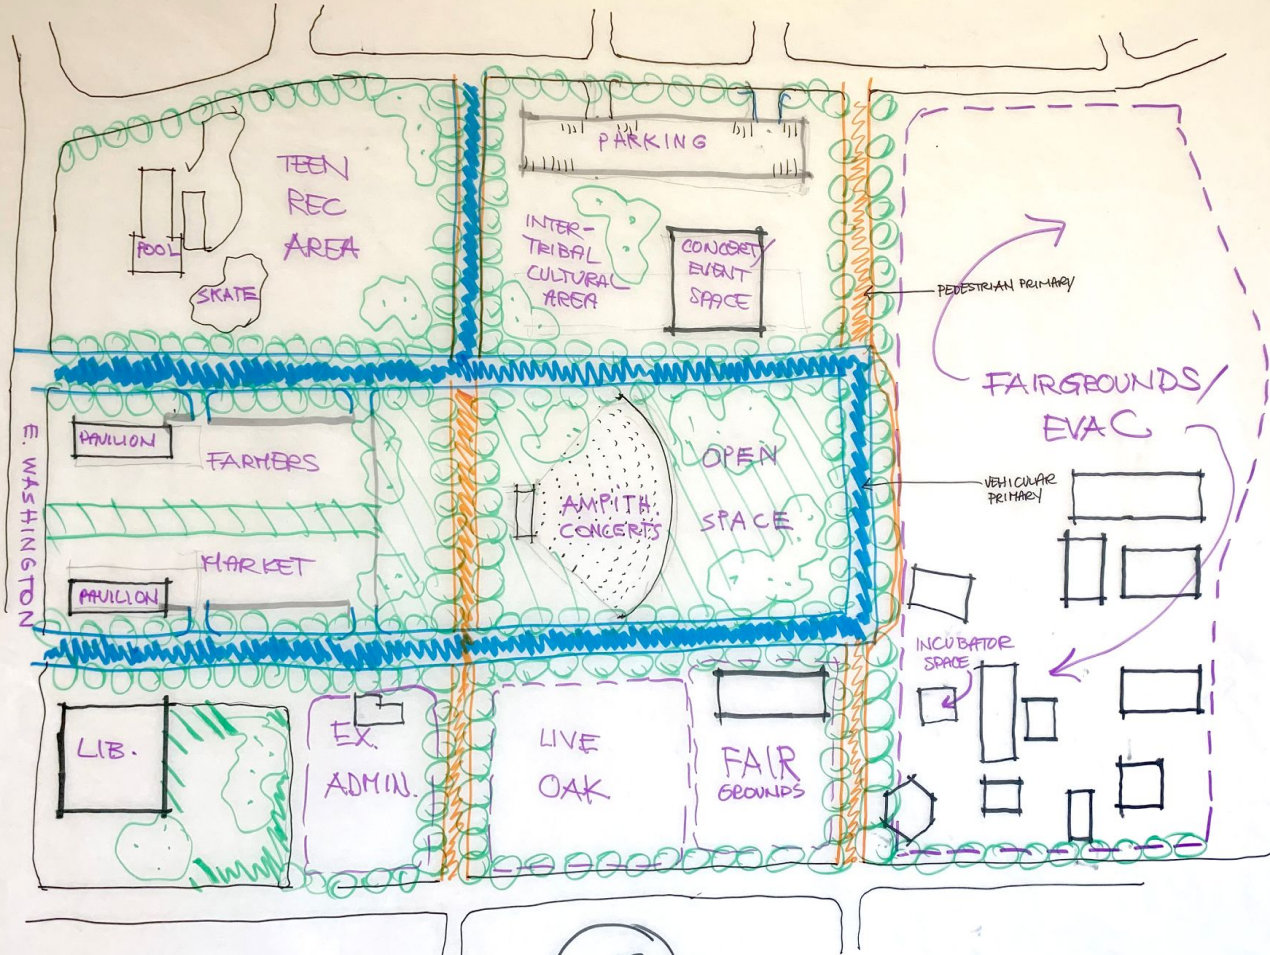 PARKING
TEEN
REC
AREA
POOL
SKATE
INTER-
TRIBAL
CULTURAL
AREA
CONCERT/
EVENT
SPACE
PEDESTRIAN PRIMARY
FAIRGROUNDS/
EVAC
E. WASHINGTON
PAVILION
FARMERS
MARKET
PAVILION
AMPITH.
CONCERTS
OPEN
SPACE
VEHICULAR
PRIMARY
INCUBATOR
SPACE
LIB.
EX.
ADMIN.
LIVE
OAK
FAIR
GROUNDS